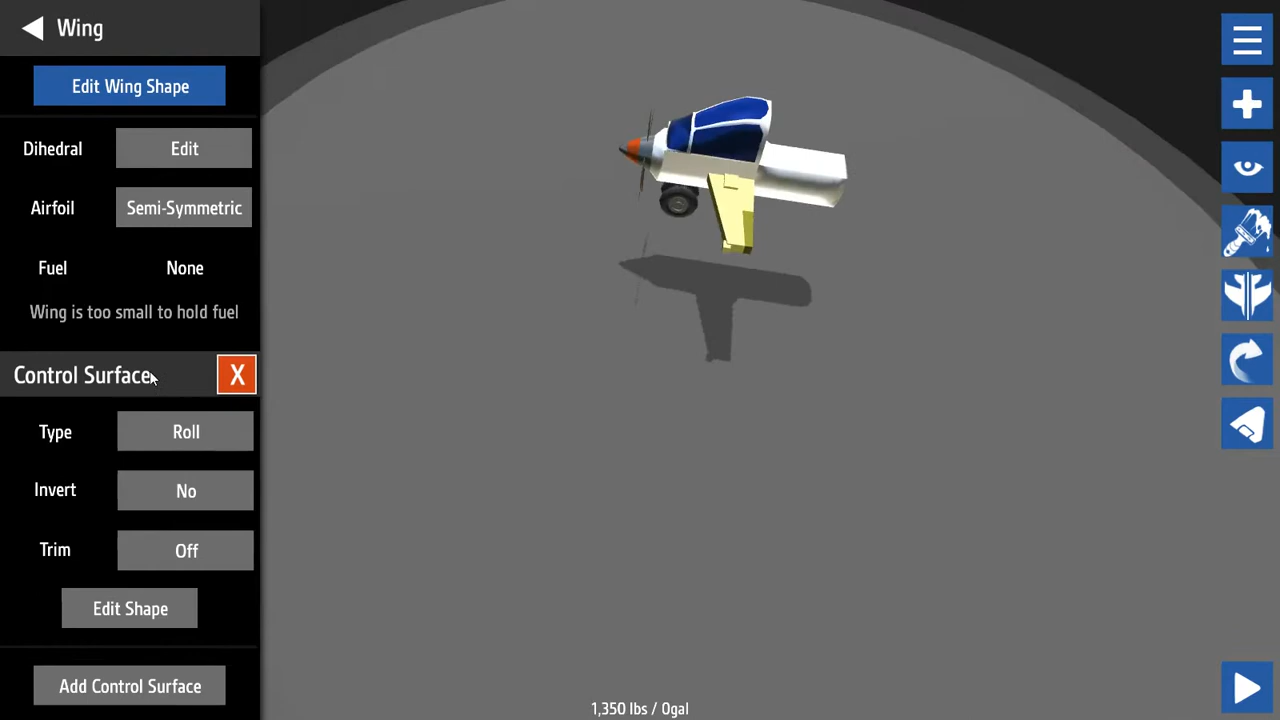 Wing
Edit Wing Shape
Dihedral Edit
Airfoil Semi-Symmetric
Fuel None
Wing is too small to hold fuel
Control Surface X
Type Roll
Invert No
Trim Off
Edit Shape
Add Control Surface
1,350 lbs / 0gal